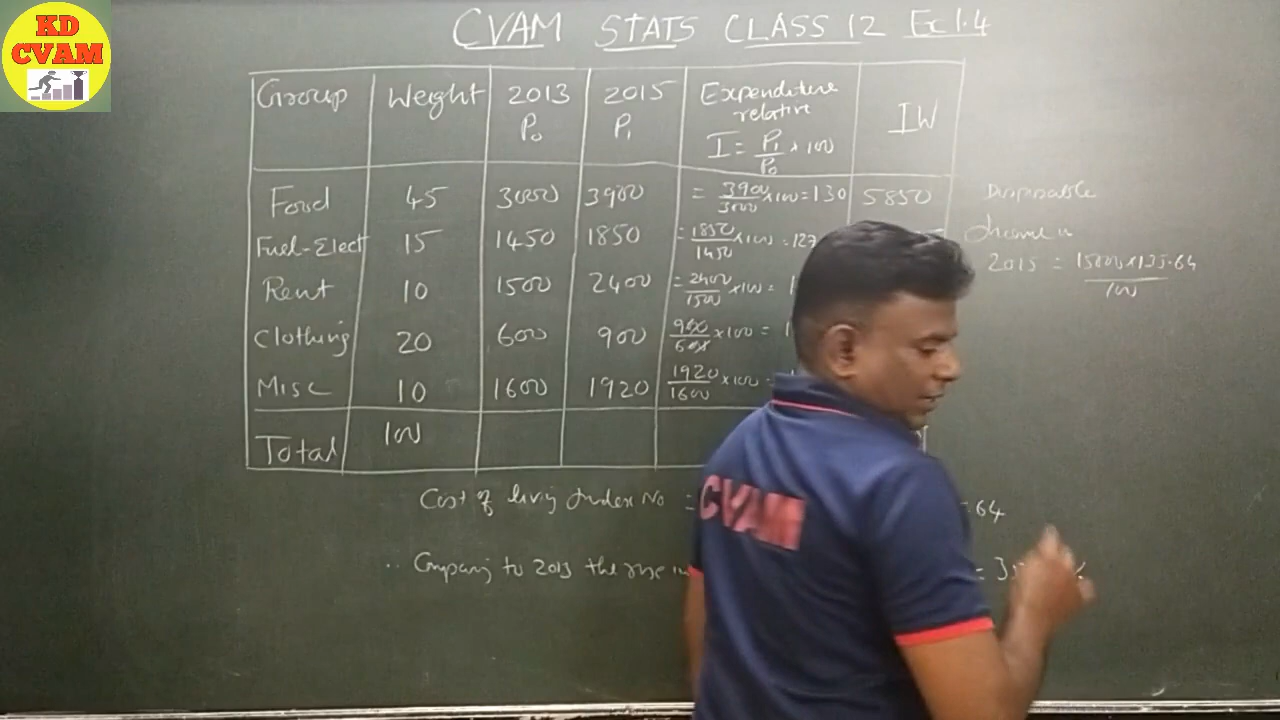 KD
CVAM
CVAM STATS CLASS 12 Ex 1.4
Group Weight 2013 P₀ 2015 P₁ Expenditure relative I = P₁/P₀ × 100 IW
Food 45 3000 3900 = 3900/3000 × 100 = 130 5850
Fuel-Elect 15 1450 1850 = 1850/1450 × 100 = 127
Rent 10 1500 2400 = 2400/1500 × 100 = 1
Clothing 20 600 900 900/600 × 100 = 1
Misc 10 1600 1920 1920/1600 × 100 =
Total 100
Disposable
Income in
2015 = 15000 × 135.64 / 100
Cost of living Index No = .64
∴ Comparing to 2013 the rise in = 3
CVAM